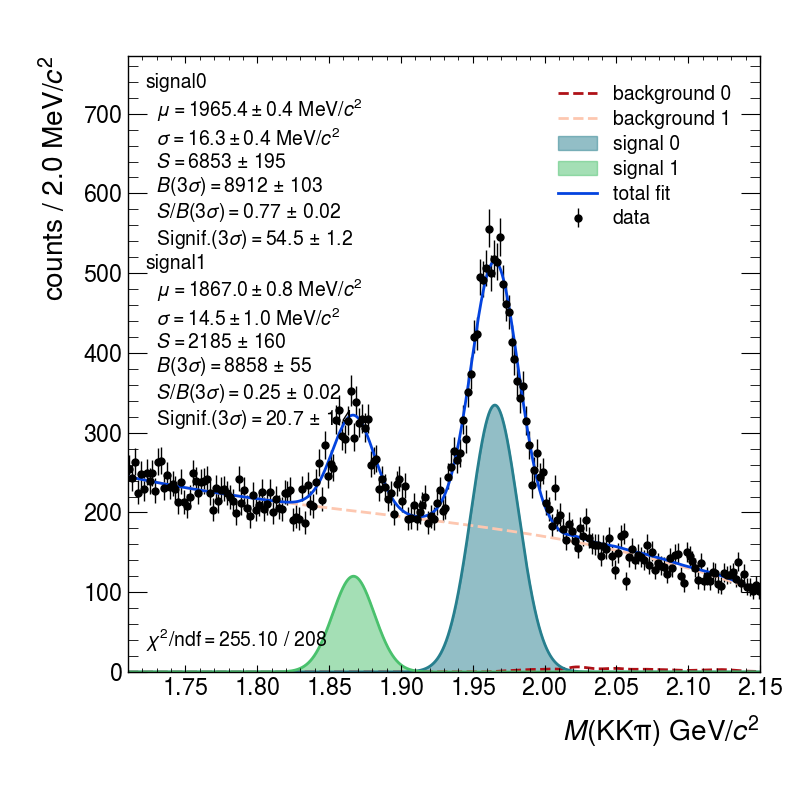 signal0
μ = 1965.4 ± 0.4 MeV/c²
σ = 16.3 ± 0.4 MeV/c²
S = 6853 ± 195
B(3σ) = 8912 ± 103
S/B(3σ) = 0.77 ± 0.02
Signif.(3σ) = 54.5 ± 1.2
signal1
μ = 1867.0 ± 0.8 MeV/c²
σ = 14.5 ± 1.0 MeV/c²
S = 2185 ± 160
B(3σ) = 8858 ± 55
S/B(3σ) = 0.25 ± 0.02
Signif.(3σ) = 20.7 ±
background 0
background 1
signal 0
signal 1
total fit
data
χ²/ndf = 255.10 / 208
counts / 2.0 MeV/c²
700
600
500
400
300
200
100
0
1.75 1.80 1.85 1.90 1.95 2.00 2.05 2.10 2.15
M(KKπ) GeV/c²